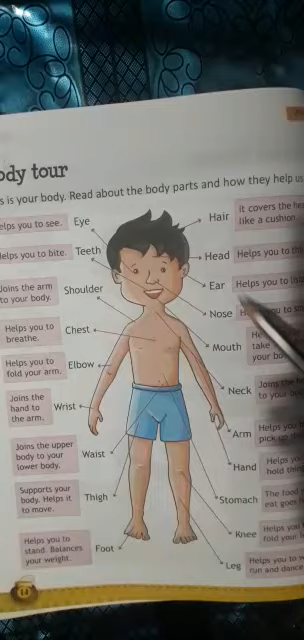 ody tour
s is your body. Read about the body parts and how they help us
elps you to see.
Eye
Hair
It covers the he
like a cushion
elps you to bite.
Teeth
Head
Helps you to th
Joins the arm
to your body.
Shoulder
Ear
Helps you to lis
Nose
Helps you to
breathe.
Chest
Mouth
take
your bo
Helps you to
fold your arm.
Elbow
Neck
Joins the
to your
Joins the
hand to
the arm.
Wrist
Arm
Helps you
pick up
Joins the upper
body to your
lower body.
Waist
Hand
Helps you
hold thin
Supports your
body. Helps it
to move.
Thigh
Stomach
The food
eat goes
Helps you to
stand. Balances
your weight.
Foot
Knee
Helps you
fold your
Leg
Helps you to w
run and dance
14